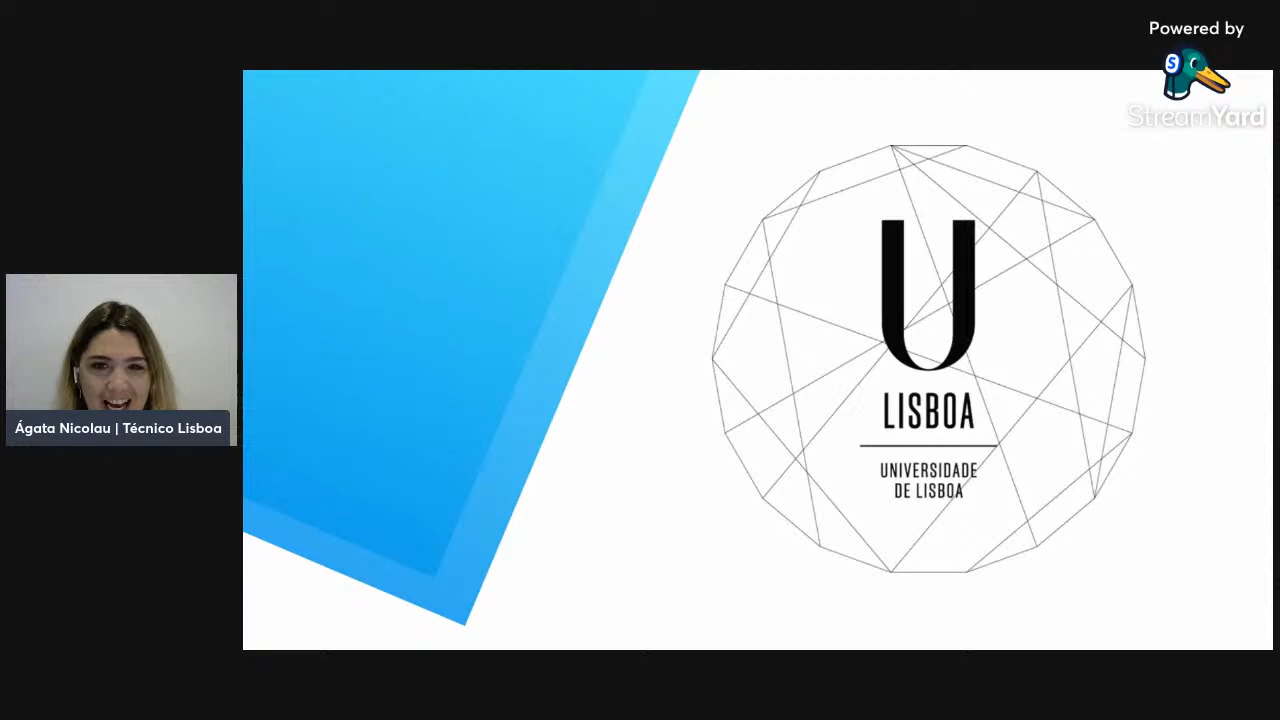 Powered by
StreamYard
U
LISBOA
UNIVERSIDADE
DE LISBOA
Ágata Nicolau | Técnico Lisboa